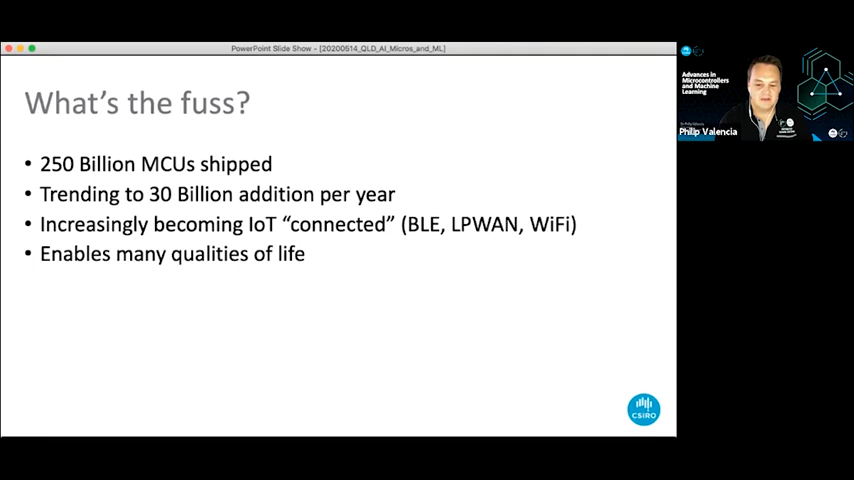 PowerPoint Slide Show - [20200514_QLD_AI_Micros_and_ML]
What's the fuss?
• 250 Billion MCUs shipped
• Trending to 30 Billion addition per year
• Increasingly becoming IoT “connected” (BLE, LPWAN, WiFi)
• Enables many qualities of life
CSIRO
Advances in
Microcontrollers
and Machine
Learning
Philip Valencia